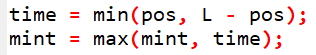 time = min(pos, L - pos);
mint = max(mint, time);